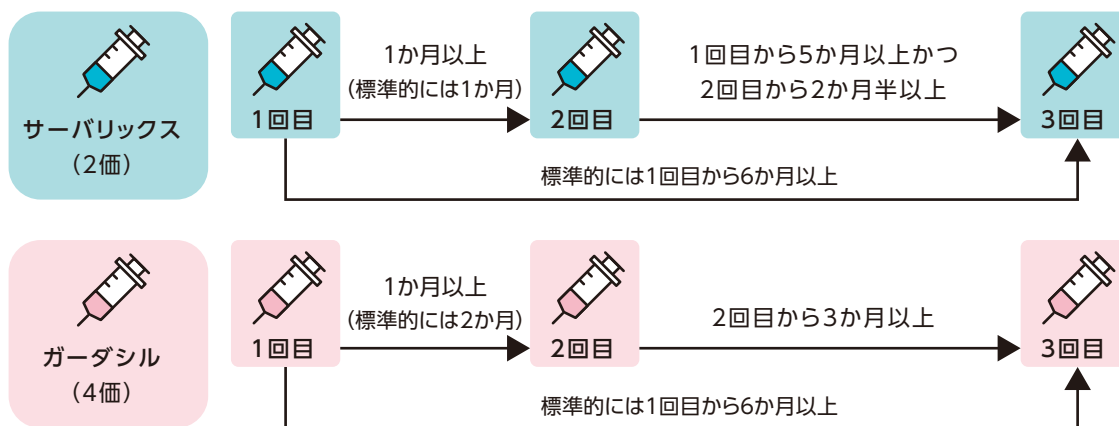 サーバリックス
(2価)
1回目
1か月以上
(標準的には1か月)
2回目
1回目から5か月以上かつ
2回目から2か月半以上
3回目
標準的には1回目から6か月以上
ガーダシル
(4価)
1回目
1か月以上
(標準的には2か月)
2回目
2回目から3か月以上
3回目
標準的には1回目から6か月以上